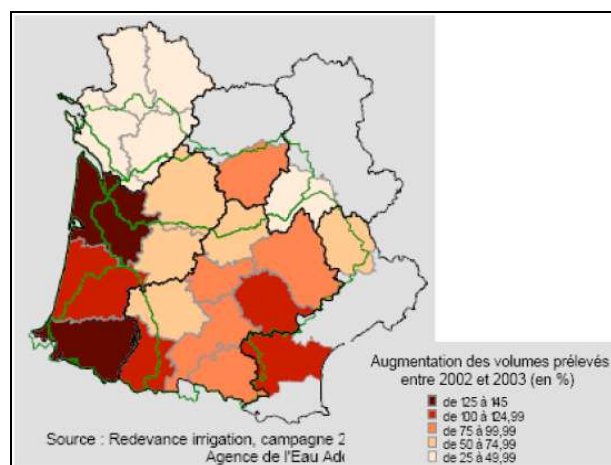 Augmentation des volumes prélevés
entre 2002 et 2003 (en %)
de 125 à 145
de 100 à 124,99
de 75 à 99,99
de 50 à 74,99
de 25 à 49,99
Source : Redevance irrigation, campagne 2
Agence de l'Eau Ade